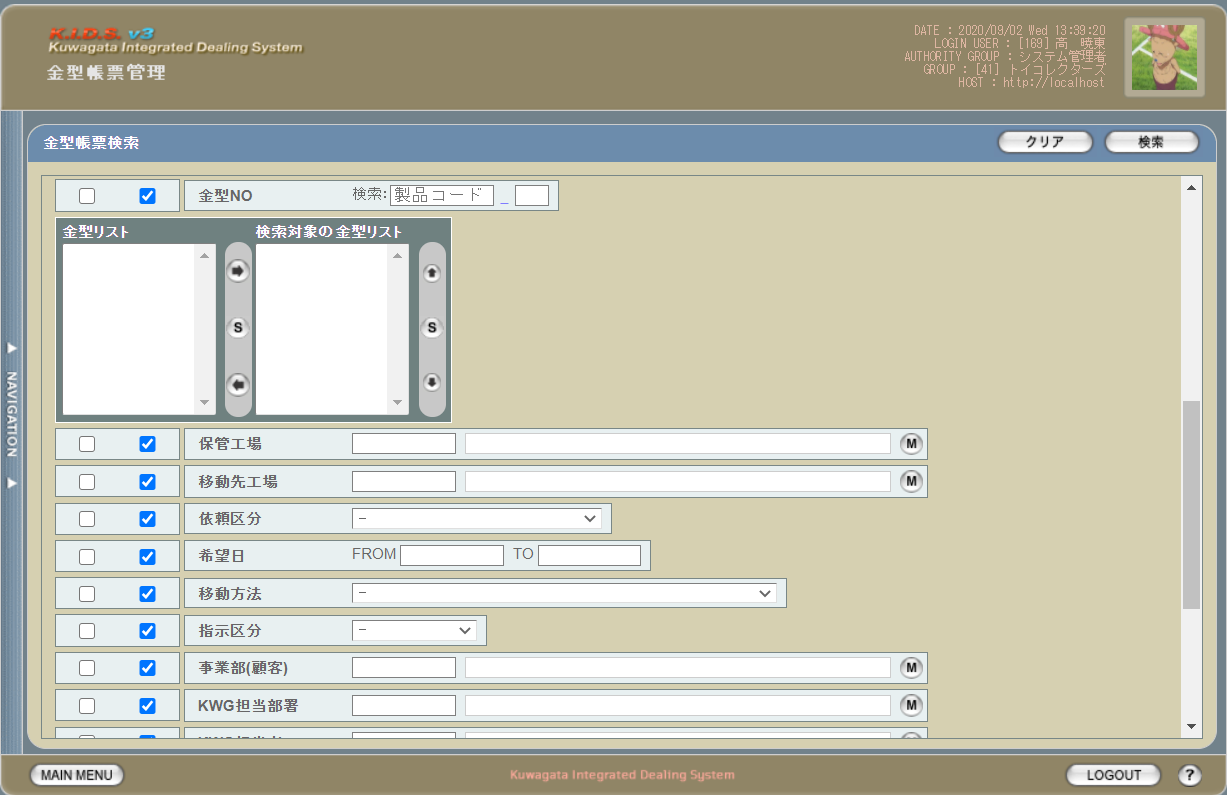 K.i.D.S. v3
Kuwagata Integrated Dealing System
金型帳票管理
DATE : 2020/09/02 Wed 13:39:20
LOGIN USER : [169] 高　暁東
AUTHORITY GROUP : システム管理者
GROUP : [41] トイコレクターズ
HOST : http://localhost
金型帳票検索
クリア
検索
金型NO 検索: 製品コード _
金型リスト
検索対象の金型リスト
S
S
NAVIGATION
保管工場 M
移動先工場 M
依頼区分 −
希望日 FROM TO
移動方法 −
指示区分 −
事業部(顧客) M
KWG担当部署 M
MAIN MENU
Kuwagata Integrated Dealing System
LOGOUT
?